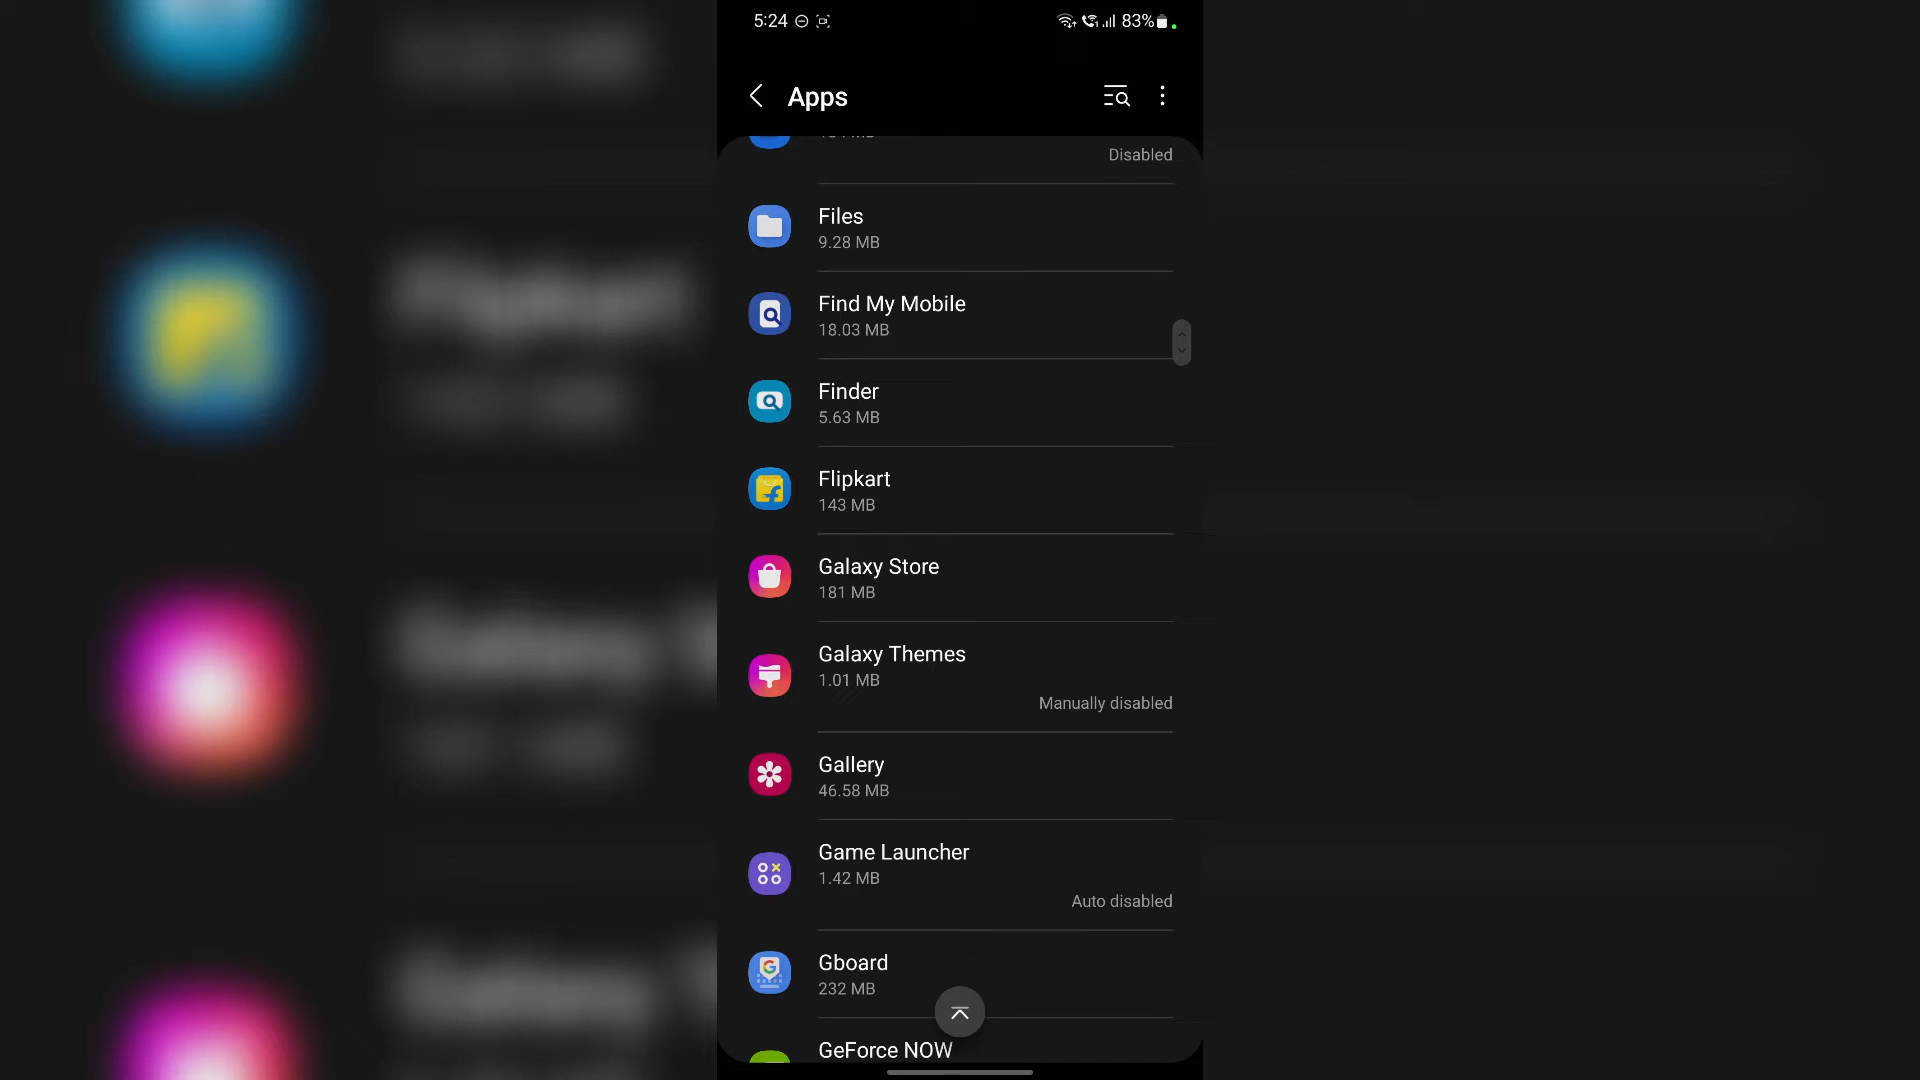 5:24
83%
Apps
Disabled
Files
9.28 MB
Find My Mobile
18.03 MB
Finder
5.63 MB
Flipkart
143 MB
Galaxy Store
181 MB
Galaxy Themes
1.01 MB
Manually disabled
Gallery
46.58 MB
Game Launcher
1.42 MB
Auto disabled
Gboard
232 MB
GeForce NOW